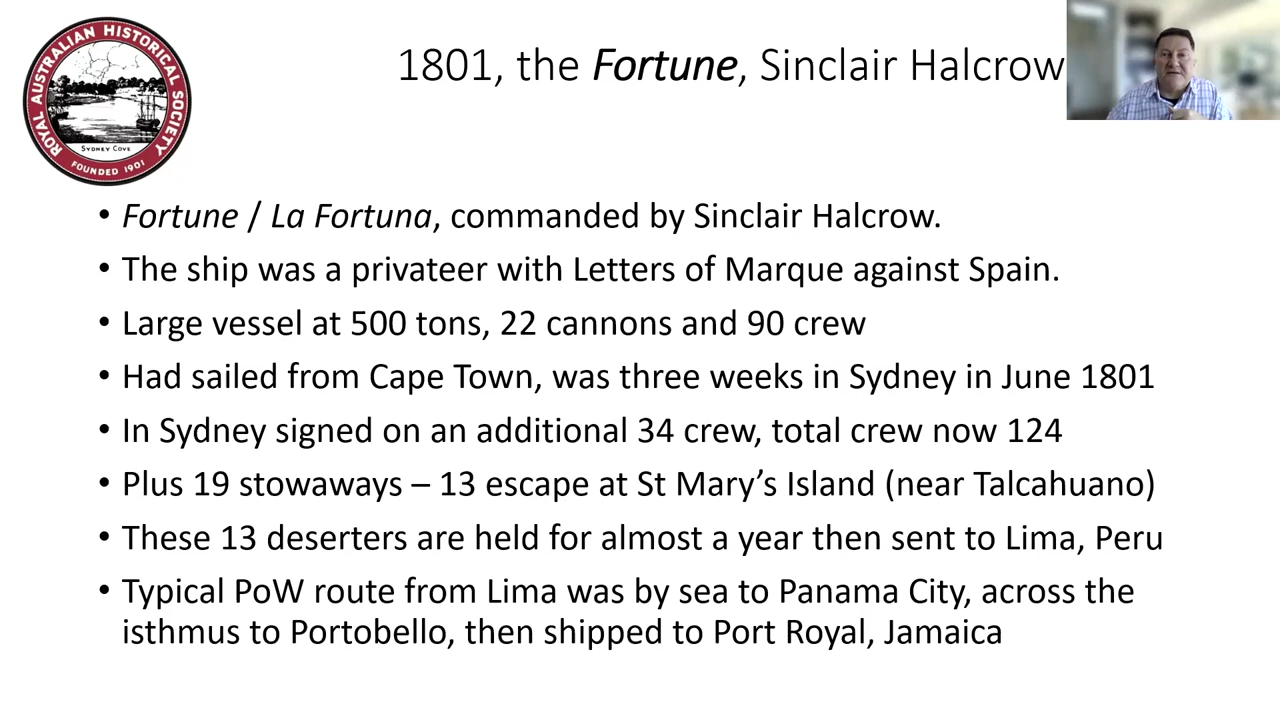 ROYAL AUSTRALIAN HISTORICAL SOCIETY
SYDNEY COVE
FOUNDED 1901
1801, the Fortune, Sinclair Halcrow
• Fortune / La Fortuna, commanded by Sinclair Halcrow.
• The ship was a privateer with Letters of Marque against Spain.
• Large vessel at 500 tons, 22 cannons and 90 crew
• Had sailed from Cape Town, was three weeks in Sydney in June 1801
• In Sydney signed on an additional 34 crew, total crew now 124
• Plus 19 stowaways – 13 escape at St Mary’s Island (near Talcahuano)
• These 13 deserters are held for almost a year then sent to Lima, Peru
• Typical PoW route from Lima was by sea to Panama City, across the
isthmus to Portobello, then shipped to Port Royal, Jamaica